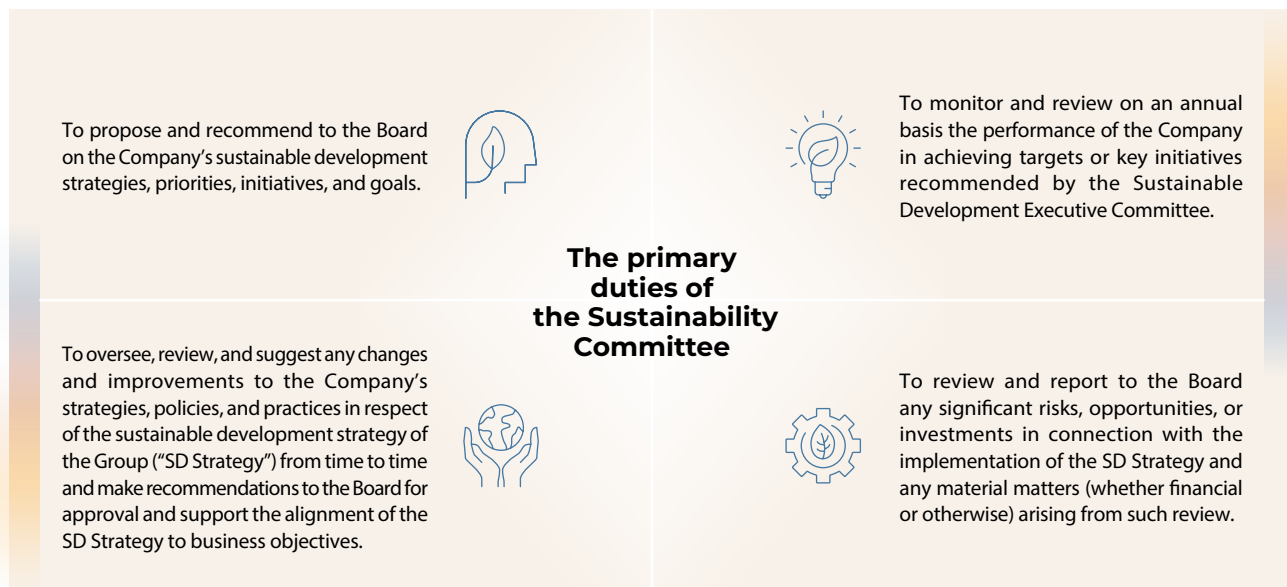 To propose and recommend to the Board
on the Company's sustainable development
strategies, priorities, initiatives, and goals.
To monitor and review on an annual
basis the performance of the Company
in achieving targets or key initiatives
recommended by the Sustainable
Development Executive Committee.
The primary
duties of
the Sustainability
Committee
To oversee, review, and suggest any changes
and improvements to the Company's
strategies, policies, and practices in respect
of the sustainable development strategy of
the Group (“SD Strategy”) from time to time
and make recommendations to the Board for
approval and support the alignment of the
SD Strategy to business objectives.
To review and report to the Board
any significant risks, opportunities, or
investments in connection with the
implementation of the SD Strategy and
any material matters (whether financial
or otherwise) arising from such review.